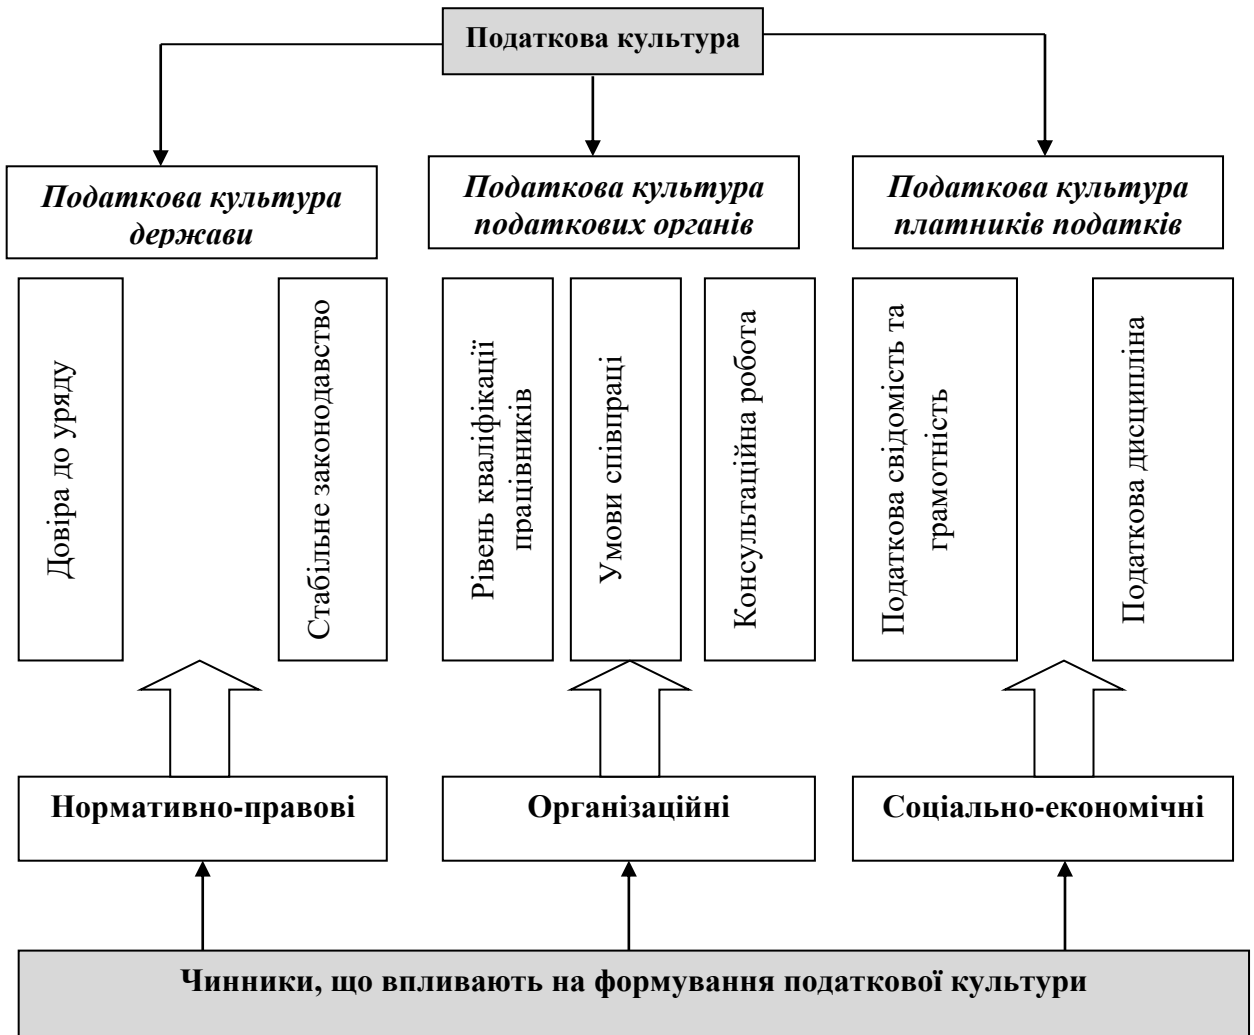 Податкова культура
Податкова культура
держави
Податкова культура
податкових органів
Податкова культура
платників податків
Довіра до уряду
Стабільне законодавство
Рівень кваліфікації
працівників
Умови співпраці
Консультаційна робота
Податкова свідомість та
грамотність
Податкова дисципліна
Нормативно-правові
Організаційні
Соціально-економічні
Чинники, що впливають на формування податкової культури